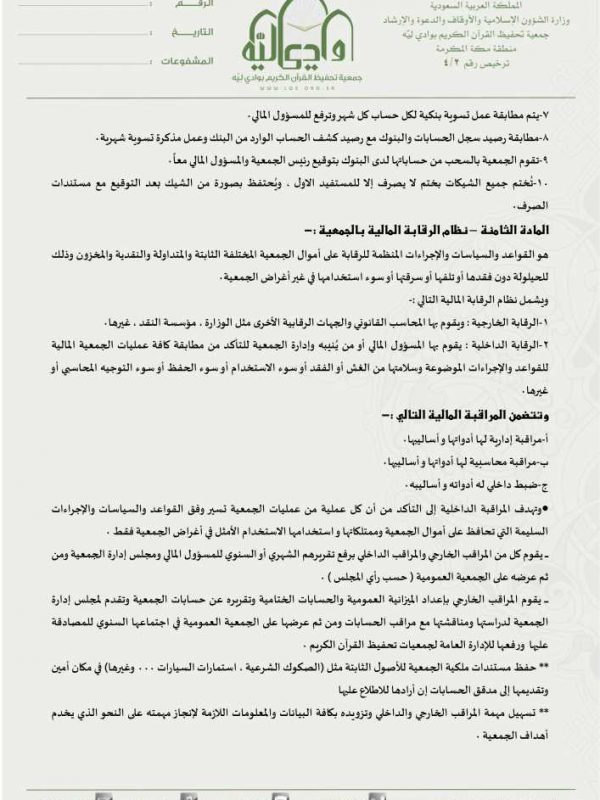 المملكة العربية السعودية
وزارة الشؤون الإسلامية والأوقاف والدعوة والإرشاد
جمعية تحفيظ القرآن الكريم بوادي ليّه
منطقة مكة المكرمة
ترخيص رقم ٤/٢
وادي ليّه
جمعية تحفيظ القرآن الكريم بوادي ليّه
WWW.LQE.ORG.SA
الرقم :
التاريخ :
المشفوعات :
٧-يتم مطابقة عمل تسوية بنكية لكل حساب كل شهر وترفع للمسؤول المالي.
٨-مطابقة رصيد سجل الحسابات والبنوك مع رصيد كشف الحساب الوارد من البنك وعمل مذكرة تسوية شهرية.
٩-تقوم الجمعية بالسحب من حساباتها لدى البنوك بتوقيع رئيس الجمعية والمسؤول المالي معاً.
١٠-تُختم جميع الشيكات بختم لا يصرف إلا للمستفيد الاول ، ويُحتفظ بصورة من الشيك بعد التوقيع مع مستندات
الصرف.
المادة الثامنة – نظام الرقابة المالية بالجمعية :–
هو القواعد والسياسات والإجراءات المنظمة للرقابة على أموال الجمعية المختلفة الثابتة والمتداولة والنقدية والمخزون وذلك
للحيلولة دون فقدها أو تلفها أو سرقتها أو سوء استخدامها في غير أغراض الجمعية.
ويشمل نظام الرقابة المالية التالي :-
١-الرقابة الخارجية : ويقوم بها المحاسب القانوني والجهات الرقابية الأخرى مثل الوزارة ، مؤسسة النقد ، غيرها.
٢-الرقابة الداخلية : يقوم بها المسؤول المالي أو من يُنيبه وإدارة الجمعية للتأكد من مطابقة كافة عمليات الجمعية المالية
للقواعد والإجراءات الموضوعة وسلامتها من الغش أو الفقد أو سوء الاستخدام أو سوء الحفظ أو سوء التوجيه المحاسبي أو
غيرها.
وتتضمن المراقبة المالية التالي :–
أ-مراقبة إدارية لها أدواتها و أساليبها.
ب-مراقبة محاسبية لها أدواتها و أساليبها.
ج-ضبط داخلي له أدواته و أساليبه.
●وتهدف المراقبة الداخلية إلى التأكد من أن كل عملية من عمليات الجمعية تسير وفق القواعد والسياسات والإجراءات
السليمة التي تحافظ على أموال الجمعية وممتلكاتها و استخدامها الاستخدام الأمثل في أغراض الجمعية فقط .
ـ يقوم كل من المراقب الخارجي والمراقب الداخلي برفع تقريرهم الشهري أو السنوي للمسؤول المالي ومجلس إدارة الجمعية ومن
ثم عرضه على الجمعية العمومية ( حسب رأي المجلس ) .
ـ يقوم المراقب الخارجي بإعداد الميزانية العمومية والحسابات الختامية وتقريره عن حسابات الجمعية وتقدم لمجلس إدارة
الجمعية لدراستها ومناقشتها مع مراقب الحسابات ومن ثم عرضها على الجمعية العمومية في اجتماعها السنوي للمصادقة
عليها ورفعها للإدارة العامة لجمعيات تحفيظ القرآن الكريم .
** حفظ مستندات ملكية الجمعية للأصول الثابتة مثل (الصكوك الشرعية ، استمارات السيارات ... وغيرها) في مكان أمين
وتقديمها إلى مدقق الحسابات إن أرادها للاطلاع عليها
** تسهيل مهمة المراقب الخارجي والداخلي وتزويده بكافة البيانات والمعلومات اللازمة لإنجاز مهمته على النحو الذي يخدم
أهداف الجمعية .